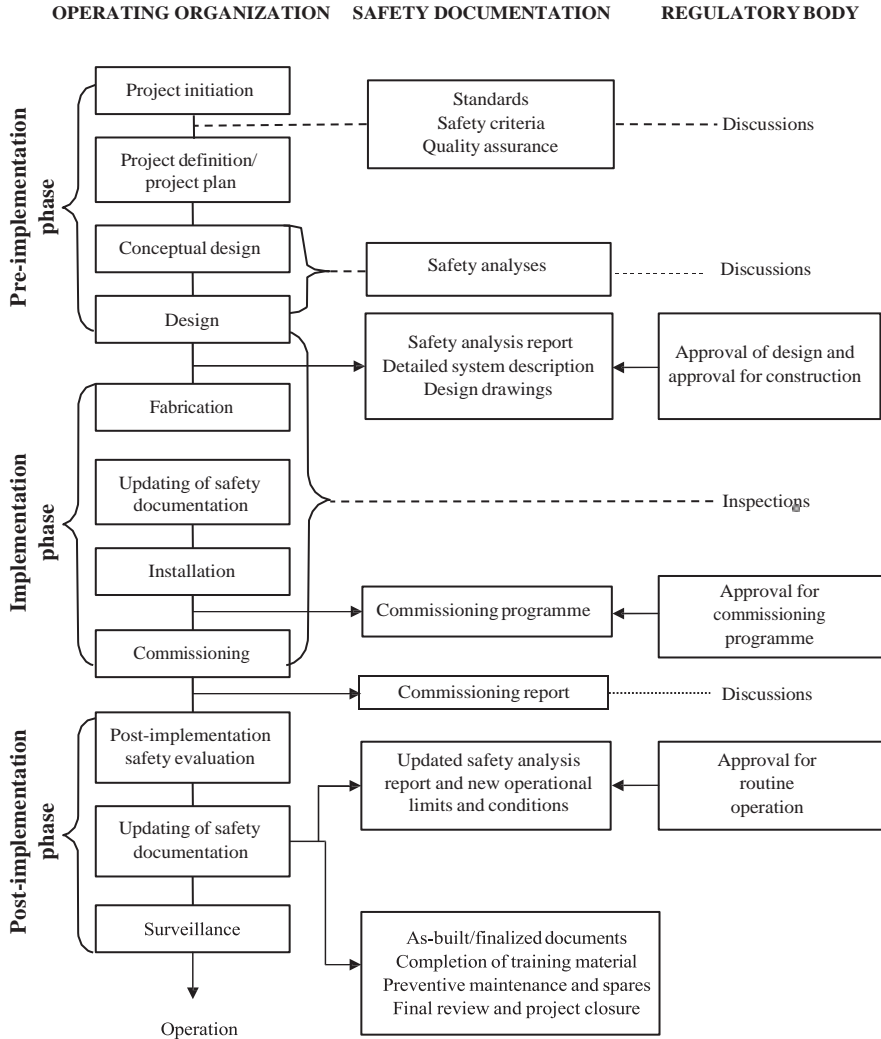 OPERATING ORGANIZATION
SAFETY DOCUMENTATION
REGULATORY BODY
Pre-implementation
phase
Project initiation
Standards
Safety criteria
Quality assurance
Discussions
Project definition/
project plan
Conceptual design
Safety analyses
Discussions
Design
Safety analysis report
Detailed system description
Design drawings
Approval of design and
approval for construction
Implementation
phase
Fabrication
Updating of safety
documentation
Inspections
Installation
Commissioning programme
Approval for
commissioning
programme
Commissioning
Commissioning report
Discussions
Post-implementation
phase
Post-implementation
safety evaluation
Updated safety analysis
report and new operational
limits and conditions
Approval for
routine
operation
Updating of safety
documentation
Surveillance
As-built/finalized documents
Completion of training material
Preventive maintenance and spares
Final review and project closure
Operation